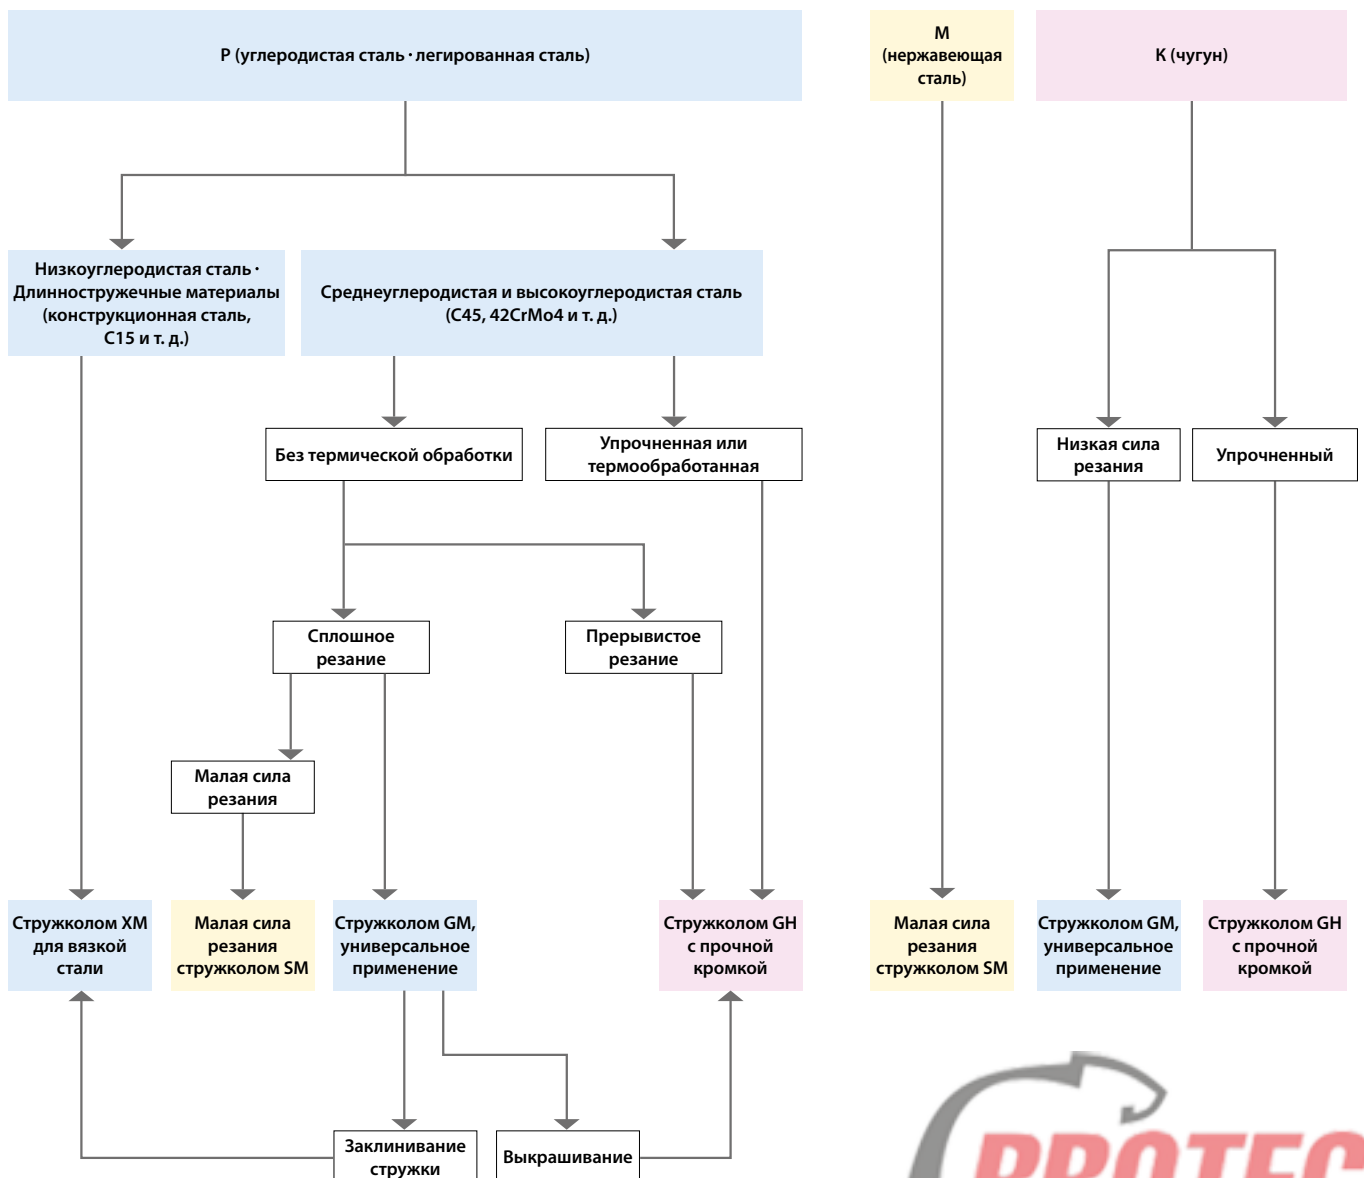 P (углеродистая сталь · легированная сталь)
M
(нержавеющая
сталь)
K (чугун)
Низкоуглеродистая сталь ·
Длинностружечные материалы
(конструкционная сталь,
C15 и т. д.)
Среднеуглеродистая и высокоуглеродистая сталь
(C45, 42CrMo4 и т. д.)
Без термической обработки
Упрочненная или
термообработанная
Низкая сила
резания
Упрочненный
Сплошное
резание
Прерывистое
резание
Малая сила
резания
Стружколом XM
для вязкой
стали
Малая сила
резания
стружколом SM
Стружколом GM,
универсальное
применение
Стружколом GH
с прочной
кромкой
Малая сила
резания
стружколом SM
Стружколом GM,
универсальное
применение
Стружколом GH
с прочной
кромкой
Заклинивание
стружки
Выкрашивание
PROTEC